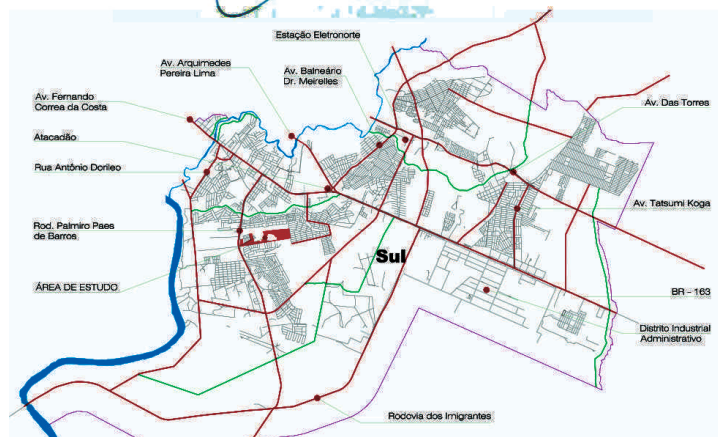 Estação Eletronorte
Av. Arquimedes
Pereira Lima
Av. Balneário
Dr. Meirelles
Av. Fernando
Correa da Costa
Av. Das Torres
Atacadão
Rua Antônio Dorileo
Av. Tatsumi Koga
Rod. Palmiro Paes
de Barros
Sul
ÁREA DE ESTUDO
BR - 163
Distrito Industrial
Administrativo
Rodovia dos Imigrantes